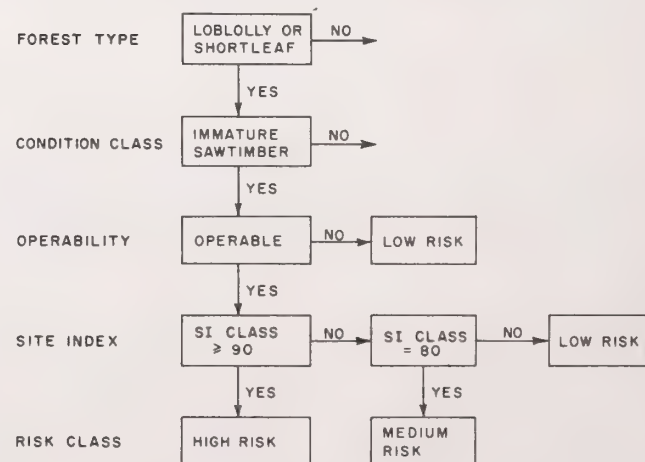 FOREST TYPE
LOBLOLLY OR
SHORTLEAF
NO
YES
CONDITION CLASS
IMMATURE
SAWTIMBER
NO
YES
OPERABILITY
OPERABLE
NO
LOW RISK
YES
SITE INDEX
SI CLASS
≥ 90
NO
SI CLASS
= 80
NO
LOW RISK
YES
YES
RISK CLASS
HIGH RISK
MEDIUM
RISK